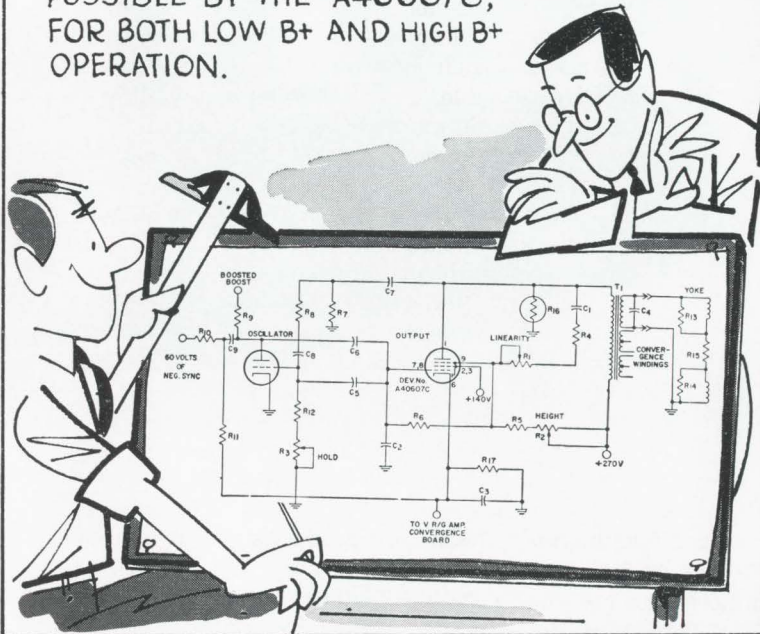 POSSIBLE BY THE A40607C,
FOR BOTH LOW B+ AND HIGH B+
OPERATION.
BOOSTED
BOOST
R9
R10
C9
OSCILLATOR
60 VOLTS
OF
NEG. SYNC
R11
R8
R7
C8
C7
C6
C5
R12
R3
HOLD
C2
OUTPUT
1
7,8
9
2,3
6
DEV. No.
A40607C
+140V
R6
R16
LINEARITY
R1
C1
R4
R5
HEIGHT
R2
+270V
R17
C3
TO V R/G AMP.
CONVERGENCE
BOARD
T1
C4
YOKE
R13
R15
R14
CONVER-
GENCE
WINDINGS